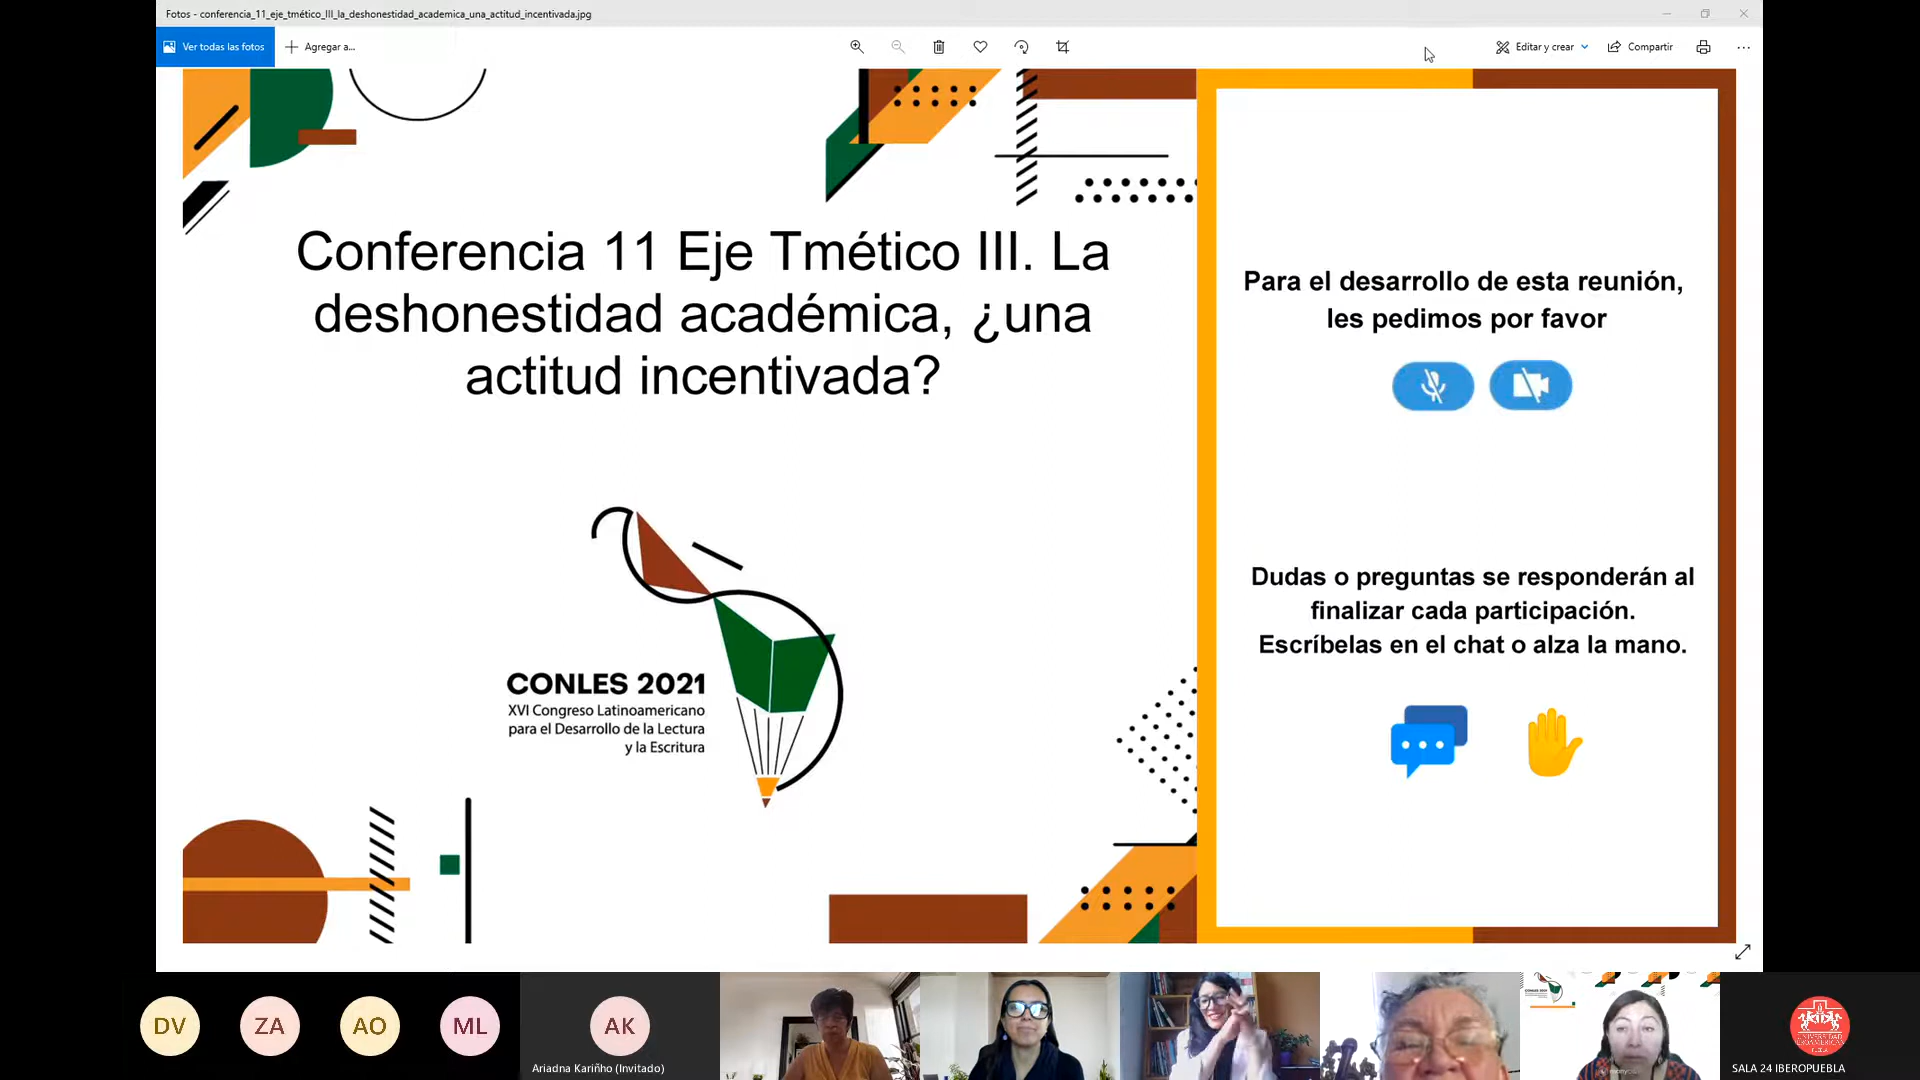 Fotos - conferencia_11_eje_tmético_III_la_deshonestidad_academica_una_actitud_incentivada.jpg
Ver todas las fotos
Agregar a...
Editar y crear
Compartir
Conferencia 11 Eje Tmético III. La
deshonestidad académica, ¿una
actitud incentivada?
CONLES 2021
XVI Congreso Latinoamericano
para el Desarrollo de la Lectura
y la Escritura
Para el desarrollo de esta reunión,
les pedimos por favor
Dudas o preguntas se responderán al
finalizar cada participación.
Escríbelas en el chat o alza la mano.
DV
ZA
AO
ML
AK
Ariadna Kariñho (Invitado)
CONLES 2021
SALA 24 IBEROPUEBLA